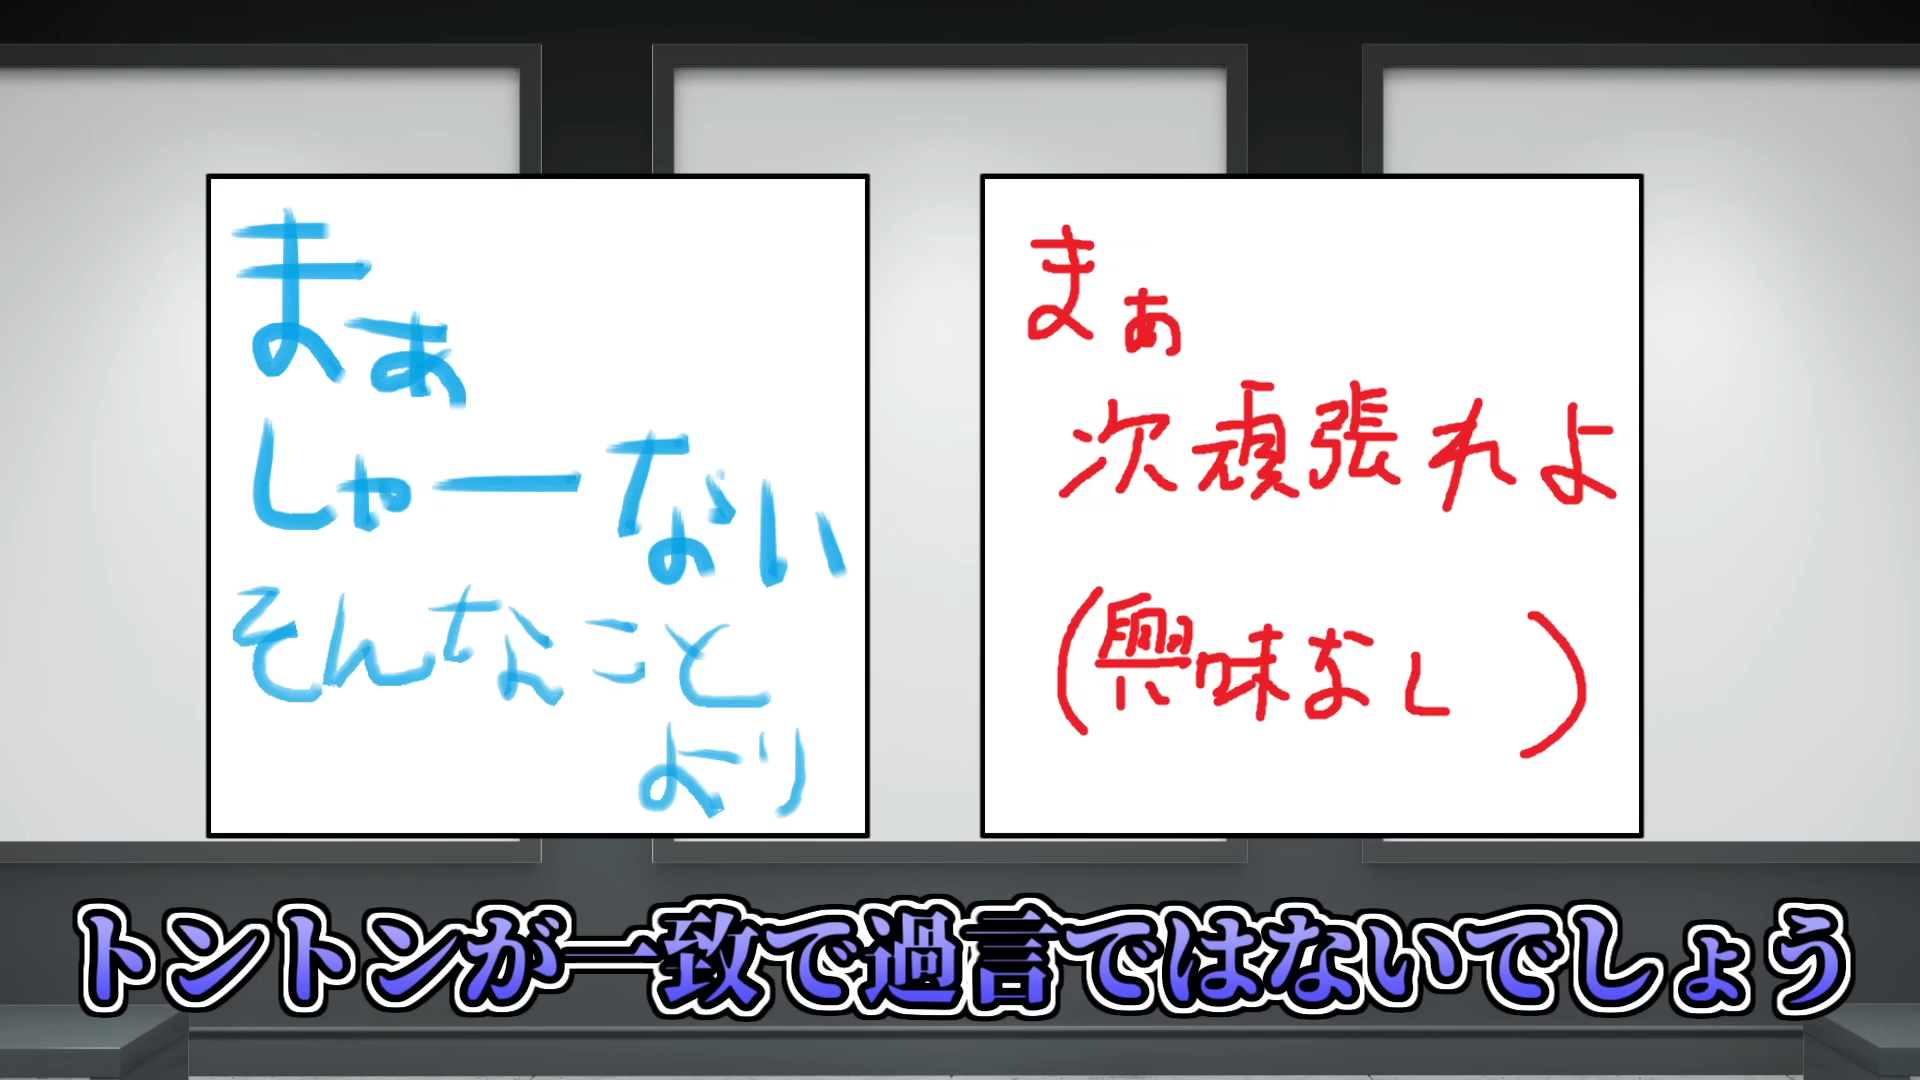 まぁ
しゃーない
そんなこと
より
まぁ
次頑張れよ
(興味なし)
トントンが一致で過言ではないでしょう